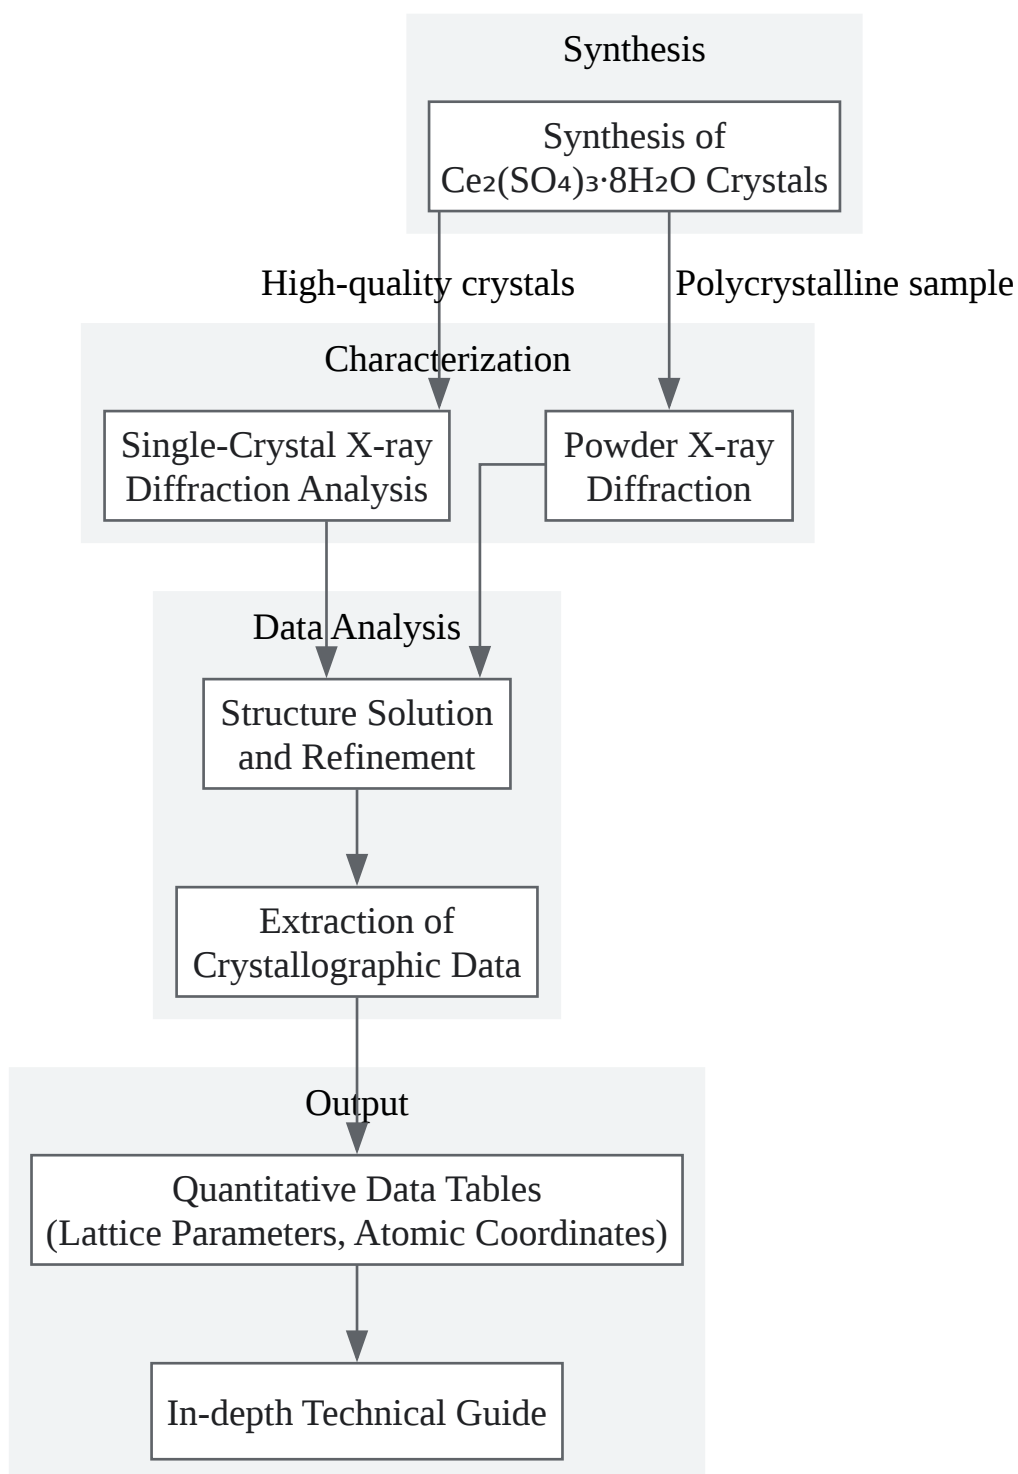 Synthesis
Synthesis of
Ce₂(SO₄)₃·8H₂O Crystals
High-quality crystals
Polycrystalline sample
Characterization
Single-Crystal X-ray
Diffraction Analysis
Powder X-ray
Diffraction
Data Analysis
Structure Solution
and Refinement
Extraction of
Crystallographic Data
Output
Quantitative Data Tables
(Lattice Parameters, Atomic Coordinates)
In-depth Technical Guide